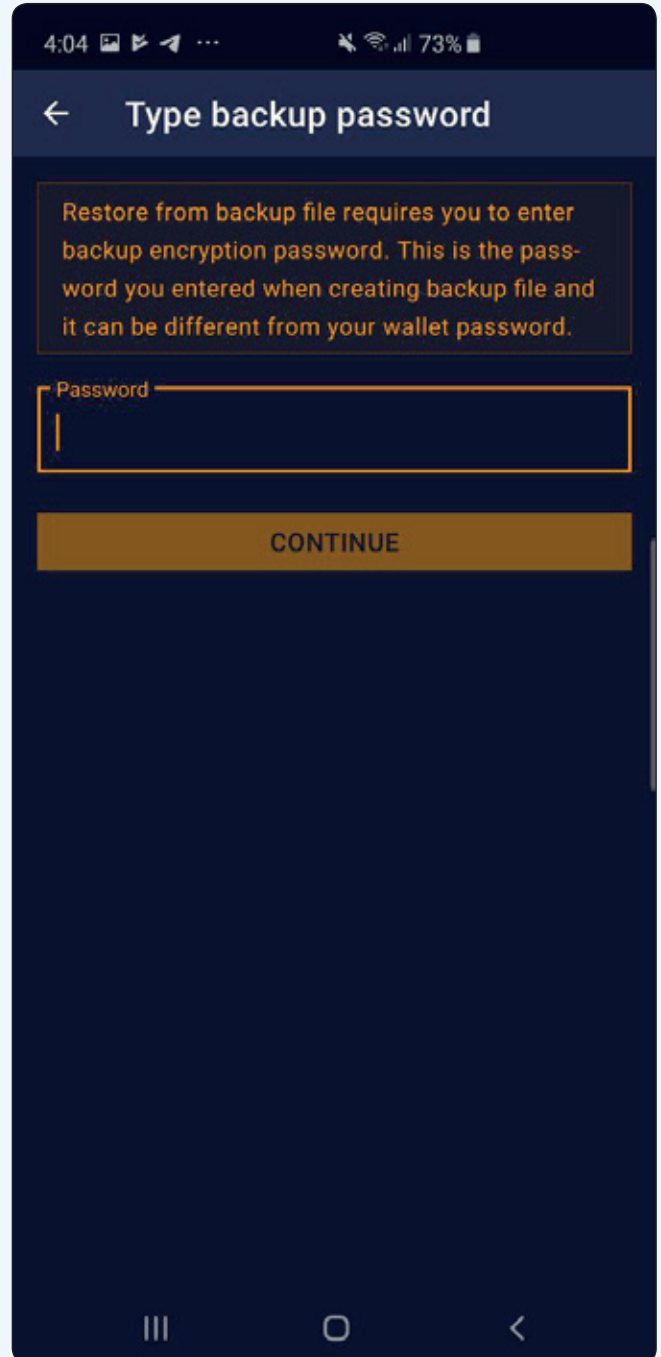 4:04 ... 73%
Type backup password
Restore from backup file requires you to enter
backup encryption password. This is the pass-
word you entered when creating backup file and
it can be different from your wallet password.
Password
CONTINUE